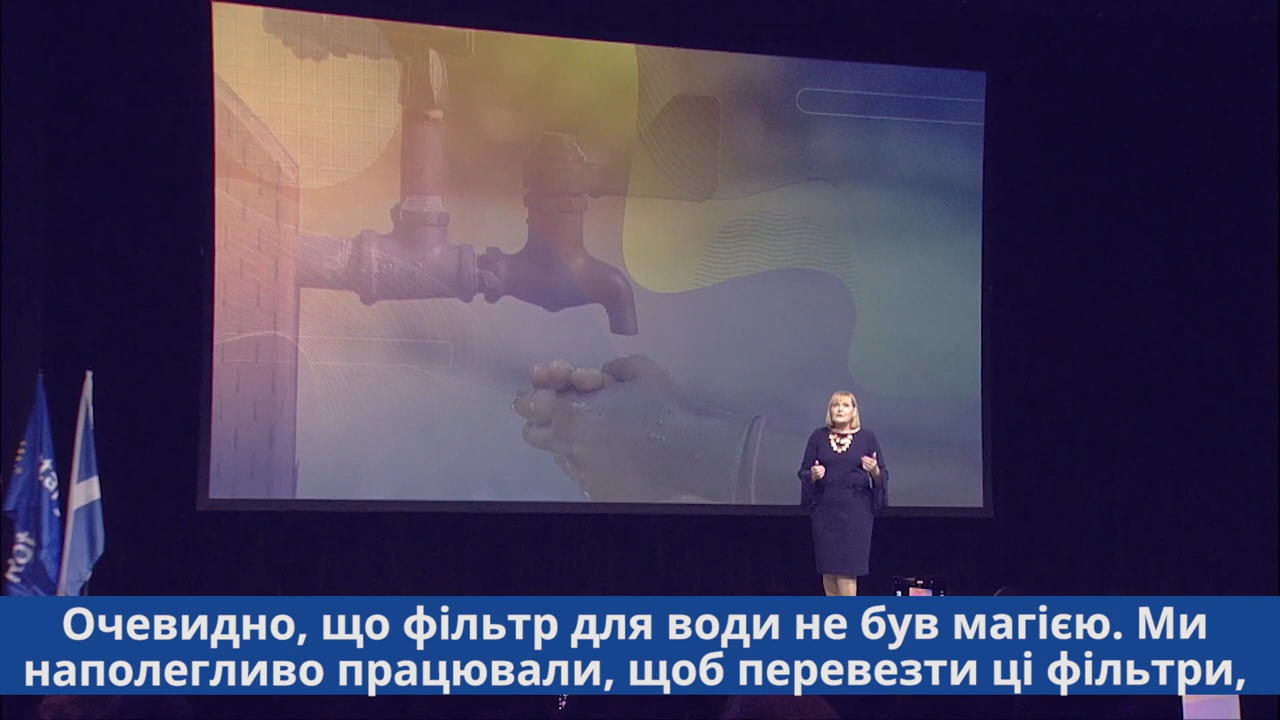 Очевидно, що фільтр для води не був магією. Ми
наполегливо працювали, щоб перевезти ці фільтри,